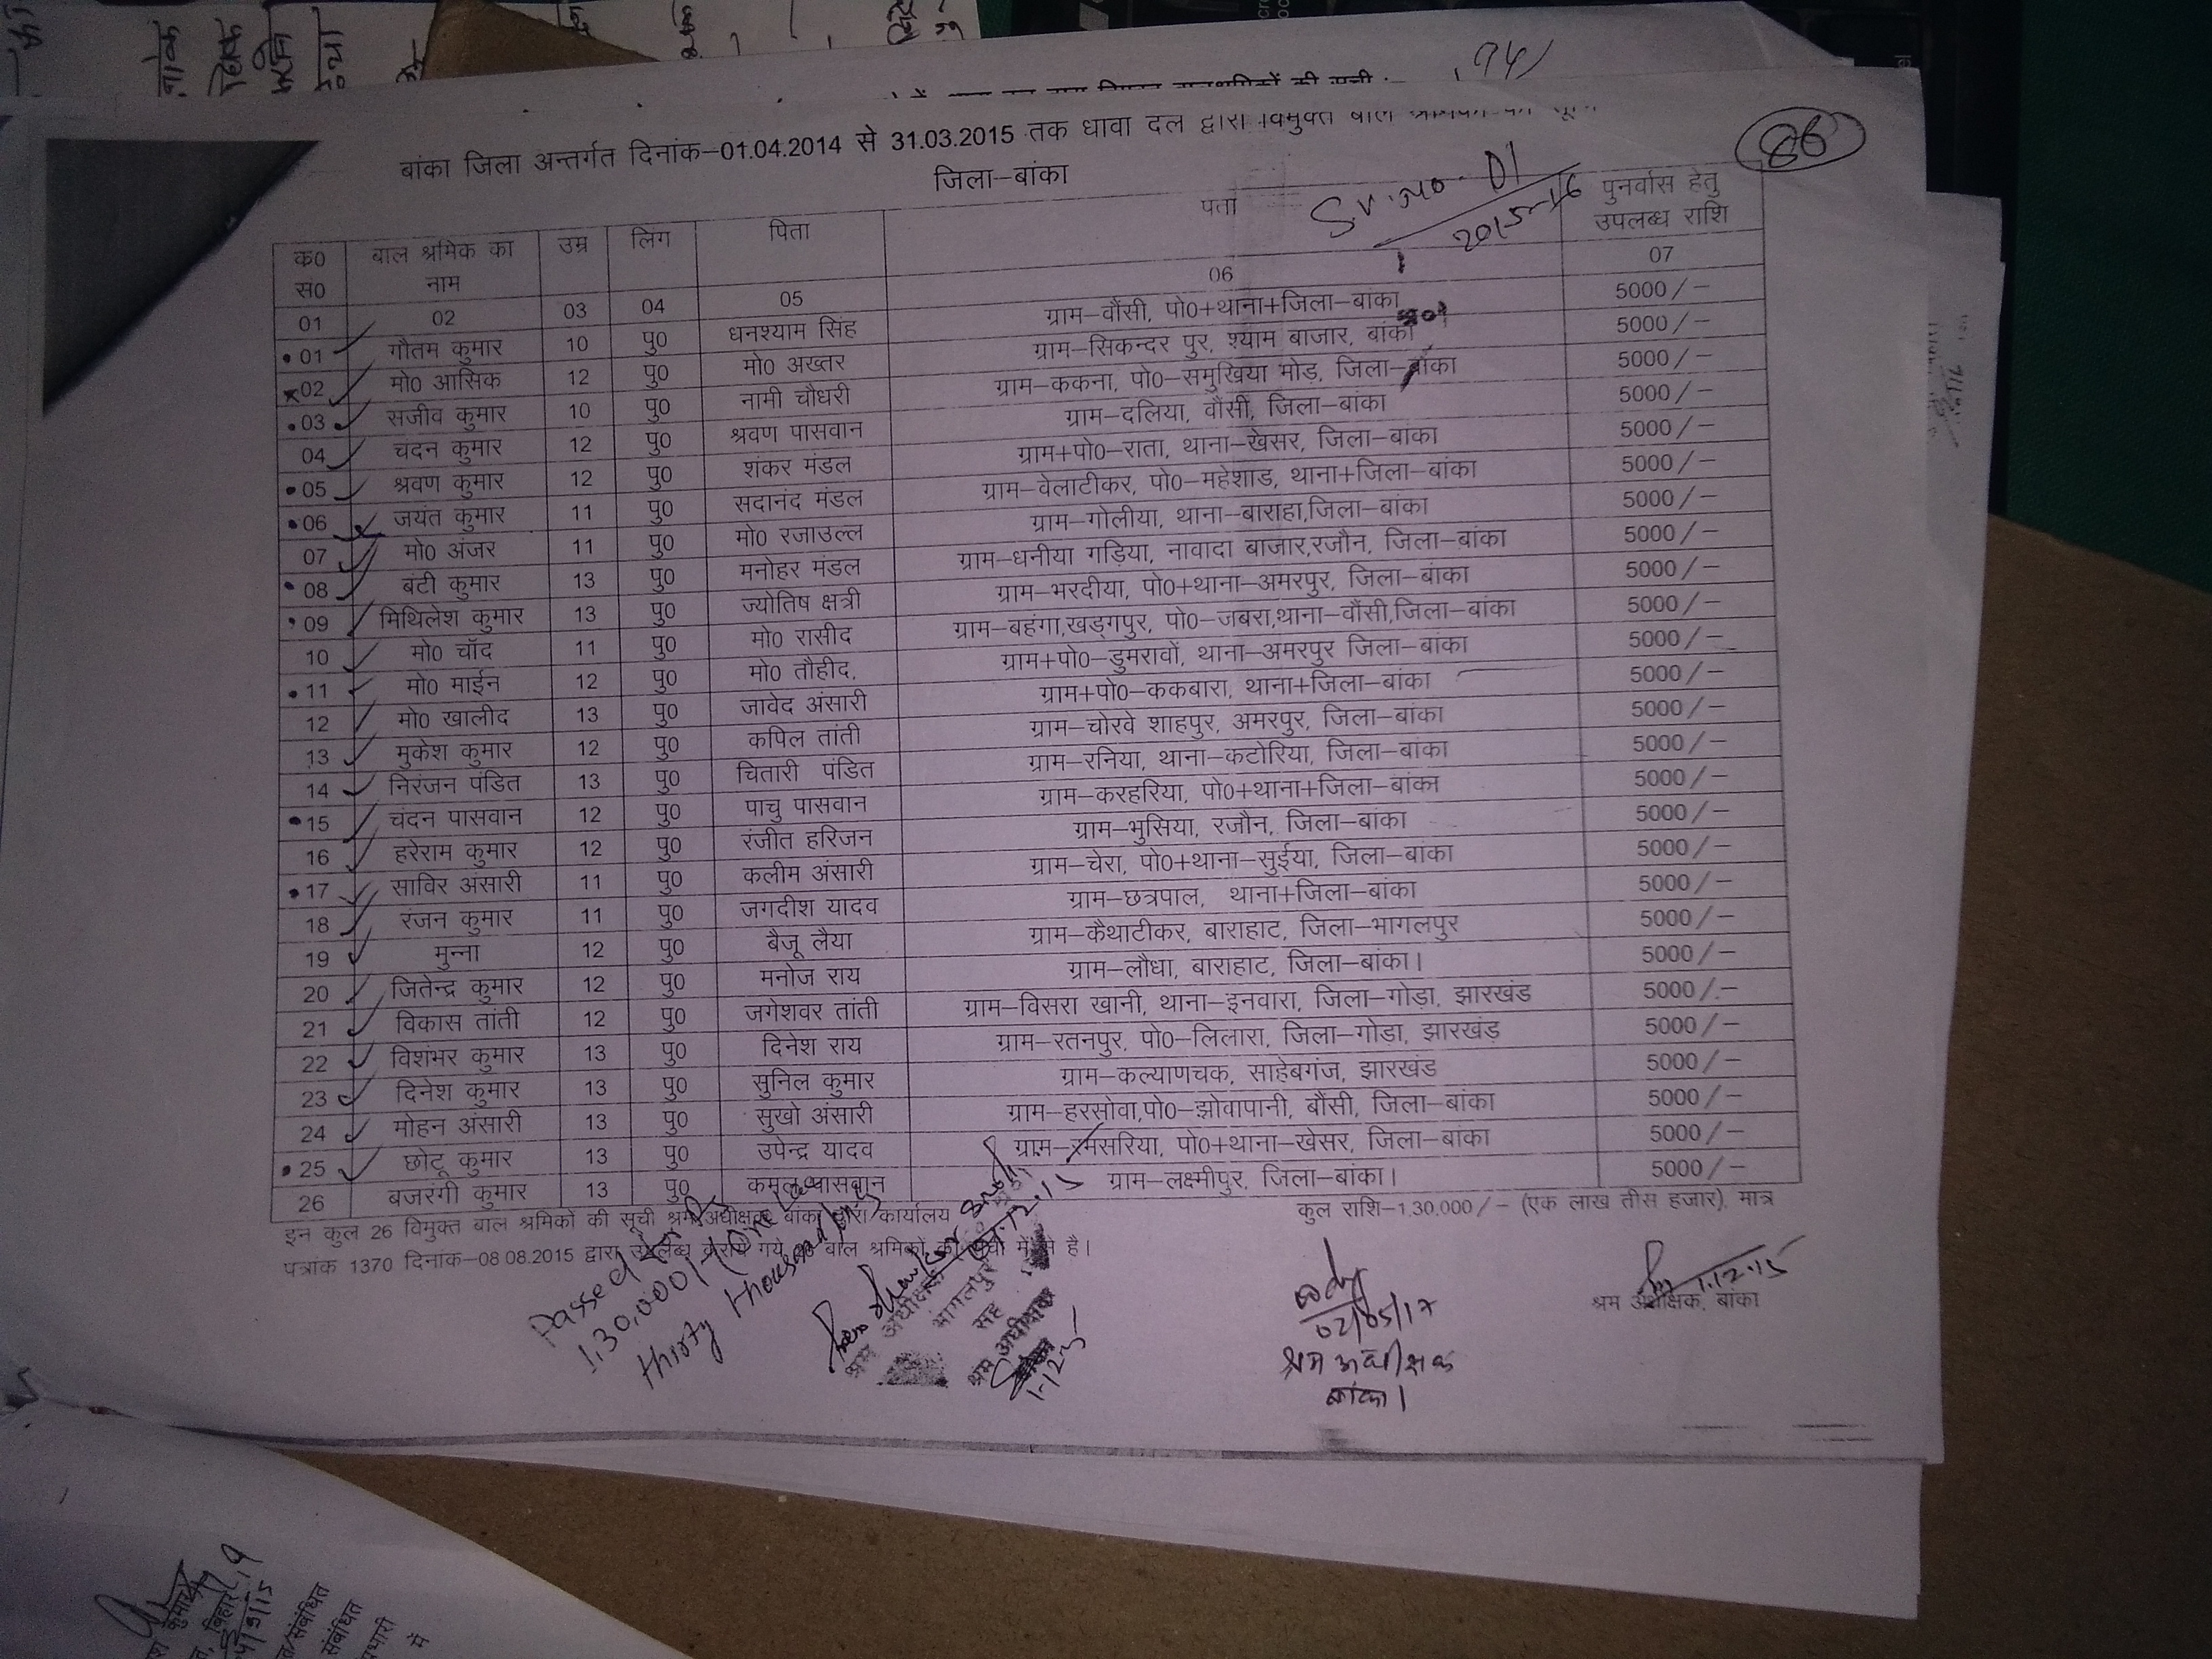 94
बांका जिला अन्तर्गत दिनांक–01.04.2014 से 31.03.2015 तक धावा दल द्वारा विमुक्त बाल
जिला–बांका
86
Sr. No. 01
2015-16
क0 स0 | बाल श्रमिक का नाम | उम्र | लिग | पिता | पता | पुनर्वास हेतु उपलब्ध राशि
01 | 02 | 03 | 04 | 05 | 06 | 07
01 | गौतम कुमार | 10 | पु0 | धनश्याम सिंह | ग्राम–वौंसी, पो0+थाना+जिला–बांका | 5000/–
02 | मो0 आसिक | 12 | पु0 | मो0 अख्तर | ग्राम–सिकन्दर पुर, श्याम बाजार, बांका | 5000/–
03 | सजीव कुमार | 10 | पु0 | नामी चौधरी | ग्राम–ककना, पो0–समुखिया मोड़, जिला–बांका | 5000/–
04 | चंदन कुमार | 12 | पु0 | श्रवण पासवान | ग्राम–दलिया, वौंसी, जिला–बांका | 5000/–
05 | श्रवण कुमार | 12 | पु0 | शंकर मंडल | ग्राम+पो0–राता, थाना–खेसर, जिला–बांका | 5000/–
06 | जयंत कुमार | 11 | पु0 | सदानंद मंडल | ग्राम–वेलाटीकर, पो0–महेशाड, थाना+जिला–बांका | 5000/–
07 | मो0 अंजर | 11 | पु0 | मो0 रजाउल्ल | ग्राम–गोलीया, थाना–बाराहा,जिला–बांका | 5000/–
08 | बंटी कुमार | 13 | पु0 | मनोहर मंडल | ग्राम–धनीया गड़िया, नावादा बाजार,रजौन, जिला–बांका | 5000/–
09 | मिथिलेश कुमार | 13 | पु0 | ज्योतिष क्षत्री | ग्राम–भरदीया, पो0+थाना–अमरपुर, जिला–बांका | 5000/–
10 | मो0 चॉद | 11 | पु0 | मो0 रासीद | ग्राम–बहंगा,खड्गपुर, पो0–जबरा,थाना–वौंसी,जिला–बांका | 5000/–
11 | मो0 माईन | 12 | पु0 | मो0 तौहीद, | ग्राम+पो0–डुमरावों, थाना–अमरपुर जिला–बांका | 5000/–
12 | मो0 खालीद | 13 | पु0 | जावेद अंसारी | ग्राम+पो0–ककबारा, थाना+जिला–बांका | 5000/–
13 | मुकेश कुमार | 12 | पु0 | कपिल तांती | ग्राम–चोरवे शाहपुर, अमरपुर, जिला–बांका | 5000/–
14 | निरंजन पंडित | 13 | पु0 | चितारी पंडित | ग्राम–रनिया, थाना–कटोरिया, जिला–बांका | 5000/–
15 | चंदन पासवान | 12 | पु0 | पाचु पासवान | ग्राम–करहरिया, पो0+थाना+जिला–बांका | 5000/–
16 | हरेराम कुमार | 12 | पु0 | रंजीत हरिजन | ग्राम–भुसिया, रजौन, जिला–बांका | 5000/–
17 | साविर अंसारी | 11 | पु0 | कलीम अंसारी | ग्राम–चेरा, पो0+थाना–सुईया, जिला–बांका | 5000/–
18 | रंजन कुमार | 11 | पु0 | जगदीश यादव | ग्राम–छत्रपाल, थाना+जिला–बांका | 5000/–
19 | मुन्ना | 12 | पु0 | बैजू लैया | ग्राम–कैथाटीकर, बाराहाट, जिला–भागलपुर | 5000/–
20 | जितेन्द्र कुमार | 12 | पु0 | मनोज राय | ग्राम–लौधा, बाराहाट, जिला–बांका। | 5000/–
21 | विकास तांती | 12 | पु0 | जगेशवर तांती | ग्राम–विसरा खानी, थाना–इनवारा, जिला–गोड़ा, झारखंड | 5000/–
22 | विशंभर कुमार | 13 | पु0 | दिनेश राय | ग्राम–रतनपुर, पो0–लिलारा, जिला–गोडा, झारखंड़ | 5000/–
23 | दिनेश कुमार | 13 | पु0 | सुनिल कुमार | ग्राम–कल्याणचक, साहेबगंज, झारखंड | 5000/–
24 | मोहन अंसारी | 13 | पु0 | सुखो अंसारी | ग्राम–हरसोवा,पो0–झोवापानी, बौंसी, जिला–बांका | 5000/–
25 | छोटू कुमार | 13 | पु0 | उपेन्द्र यादव | ग्राम– पो0+थाना–खेसर, जिला–बांका | 5000/–
26 | बजरंगी कुमार | 13 | पु0 | कमल पासवान | ग्राम–लक्ष्मीपुर, जिला–बांका। | 5000/–
कुल राशि–1,30,000/– (एक लाख तीस हजार), मात्र
इन कुल 26 विमुक्त बाल श्रमिकों की सूची श्रम अधीक्षक, बांका द्वारा कार्यालय
पत्रांक 1370 दिनांक–08.08.2015 द्वारा उपलब्ध कराये गये बाल श्रमिकों की सूची में से है।
Passed for Rs
1,30,000/- (One Lac
thirty thousand only)
श्रम अधीक्षक
भागलपुर
सह
श्रम अधीक्षक
02/05/17
श्रम अधीक्षक
बांका।
1.12.15
श्रम अधीक्षक, बांका
संबंधित
में